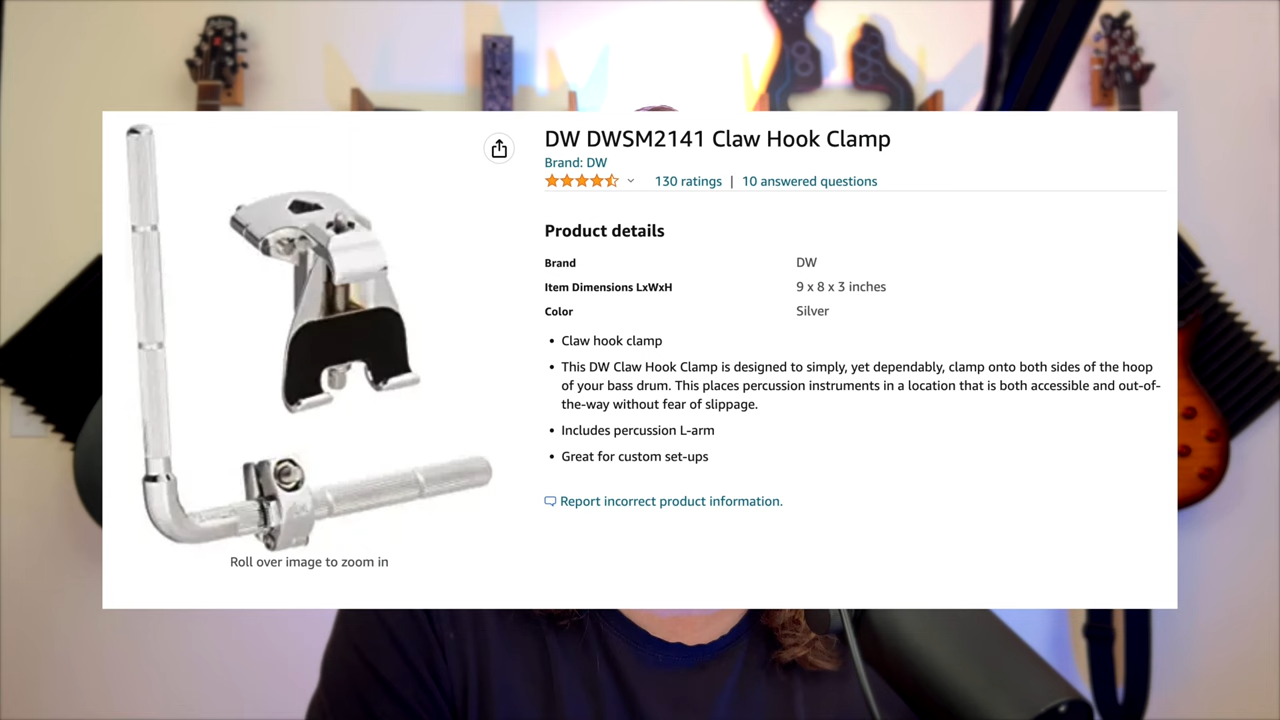 DW DWSM2141 Claw Hook Clamp
Brand: DW
130 ratings | 10 answered questions
Product details
Brand DW
Item Dimensions LxWxH 9 x 8 x 3 inches
Color Silver
• Claw hook clamp
• This DW Claw Hook Clamp is designed to simply, yet dependably, clamp onto both sides of the hoop
of your bass drum. This places percussion instruments in a location that is both accessible and out-of-
the-way without fear of slippage.
• Includes percussion L-arm
• Great for custom set-ups
Report incorrect product information.
Roll over image to zoom in